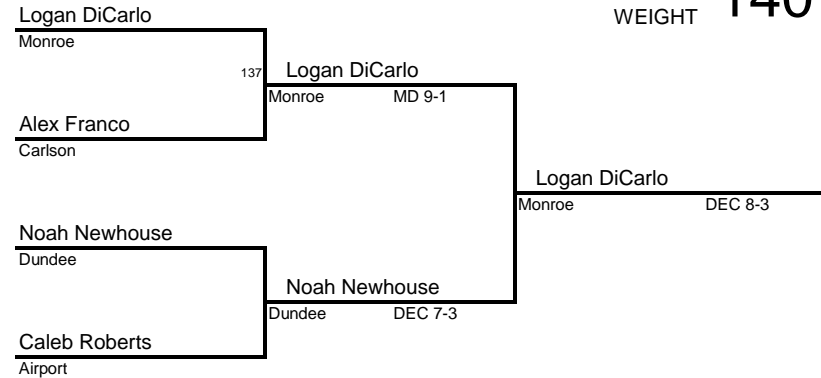 WEIGHT 140
Logan DiCarlo
Monroe
137
Logan DiCarlo
Monroe MD 9-1
Alex Franco
Carlson
Logan DiCarlo
Monroe DEC 8-3
Noah Newhouse
Dundee
Noah Newhouse
Dundee DEC 7-3
Caleb Roberts
Airport